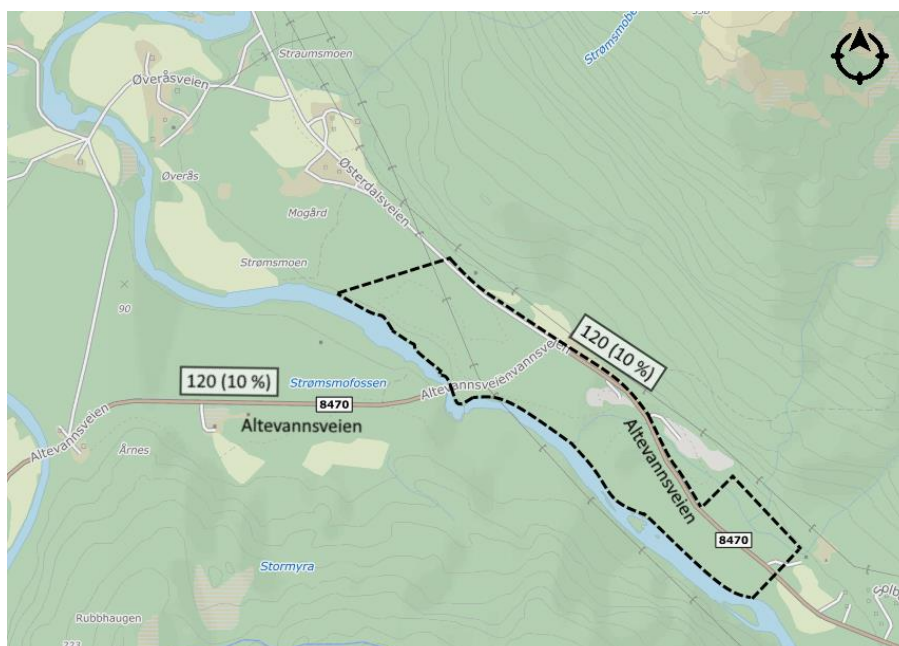 Straumsmoen
Øveråsveien
Øverås
Østerdalsveien
Mogård
Strømsmoen
90
120 (10 %)
120 (10 %)
Strømsmofossen
Altevannsveienvannsveien
8470
Altevannsveien
Altevannsveien
Altevannsveien
Årnes
8470
Stormya
Rubbhaugen